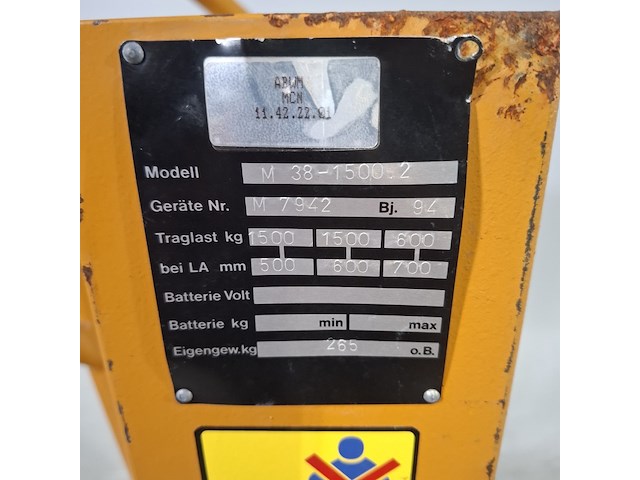 ABWM
MCN
11.42.22.01
Modell M 38-1500.2
Geräte Nr. M 7942 Bj. 94
Traglast kg 1500 1500 600
bei LA mm 500 600 700
Batterie Volt
Batterie kg min max
Eigengew.kg 265 o.B.